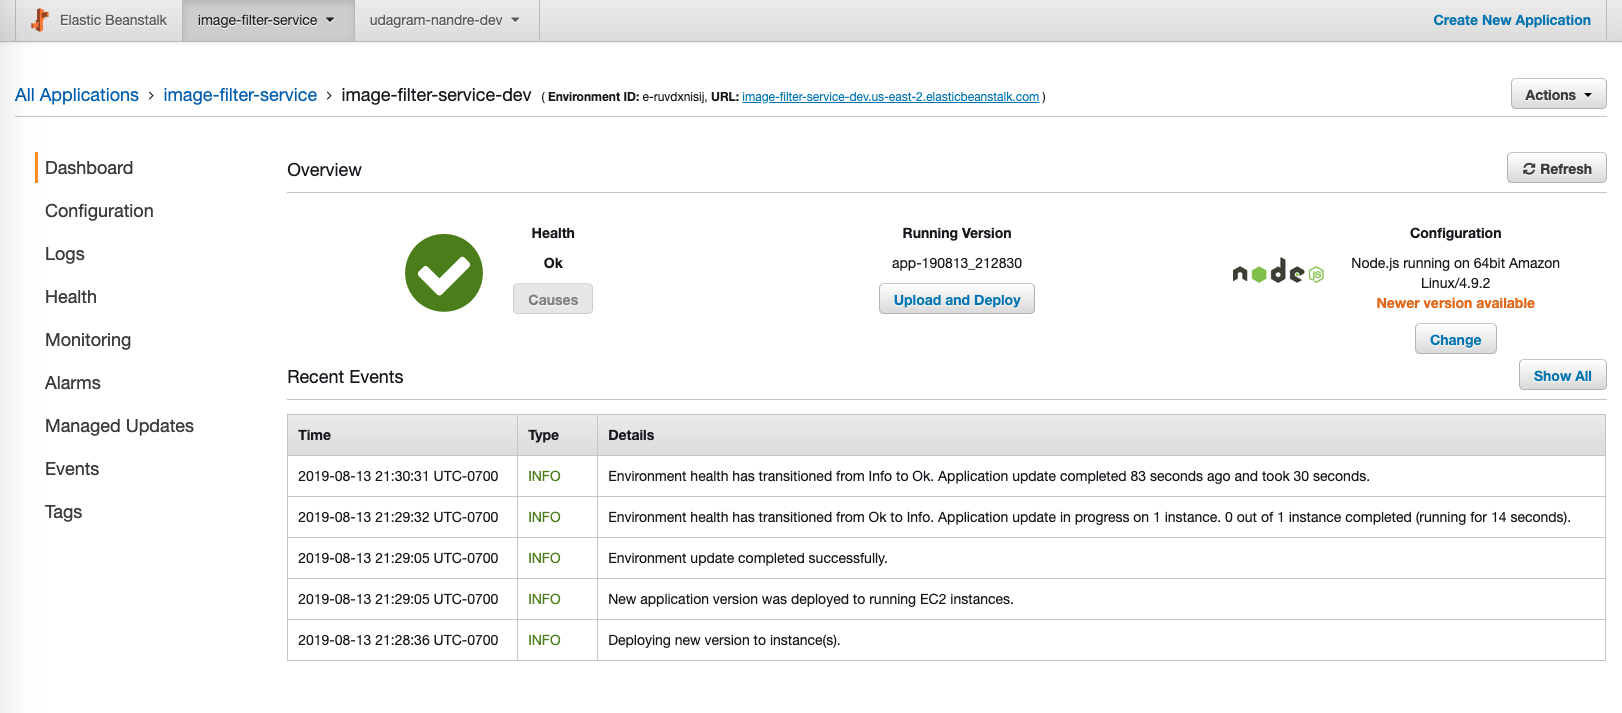 Elastic Beanstalk
image-filter-service
udagram-nandre-dev
Create New Application
All Applications › image-filter-service › image-filter-service-dev ( Environment ID: e-ruvdxnisij, URL: image-filter-service-dev.us-east-2.elasticbeanstalk.com )
Actions
Dashboard
Configuration
Logs
Health
Monitoring
Alarms
Managed Updates
Events
Tags
Overview
Refresh
Health
Ok
Causes
Running Version
app-190813_212830
Upload and Deploy
node JS
Configuration
Node.js running on 64bit Amazon
Linux/4.9.2
Newer version available
Change
Recent Events
Show All
Time Type Details
2019-08-13 21:30:31 UTC-0700 INFO Environment health has transitioned from Info to Ok. Application update completed 83 seconds ago and took 30 seconds.
2019-08-13 21:29:32 UTC-0700 INFO Environment health has transitioned from Ok to Info. Application update in progress on 1 instance. 0 out of 1 instance completed (running for 14 seconds).
2019-08-13 21:29:05 UTC-0700 INFO Environment update completed successfully.
2019-08-13 21:29:05 UTC-0700 INFO New application version was deployed to running EC2 instances.
2019-08-13 21:28:36 UTC-0700 INFO Deploying new version to instance(s).